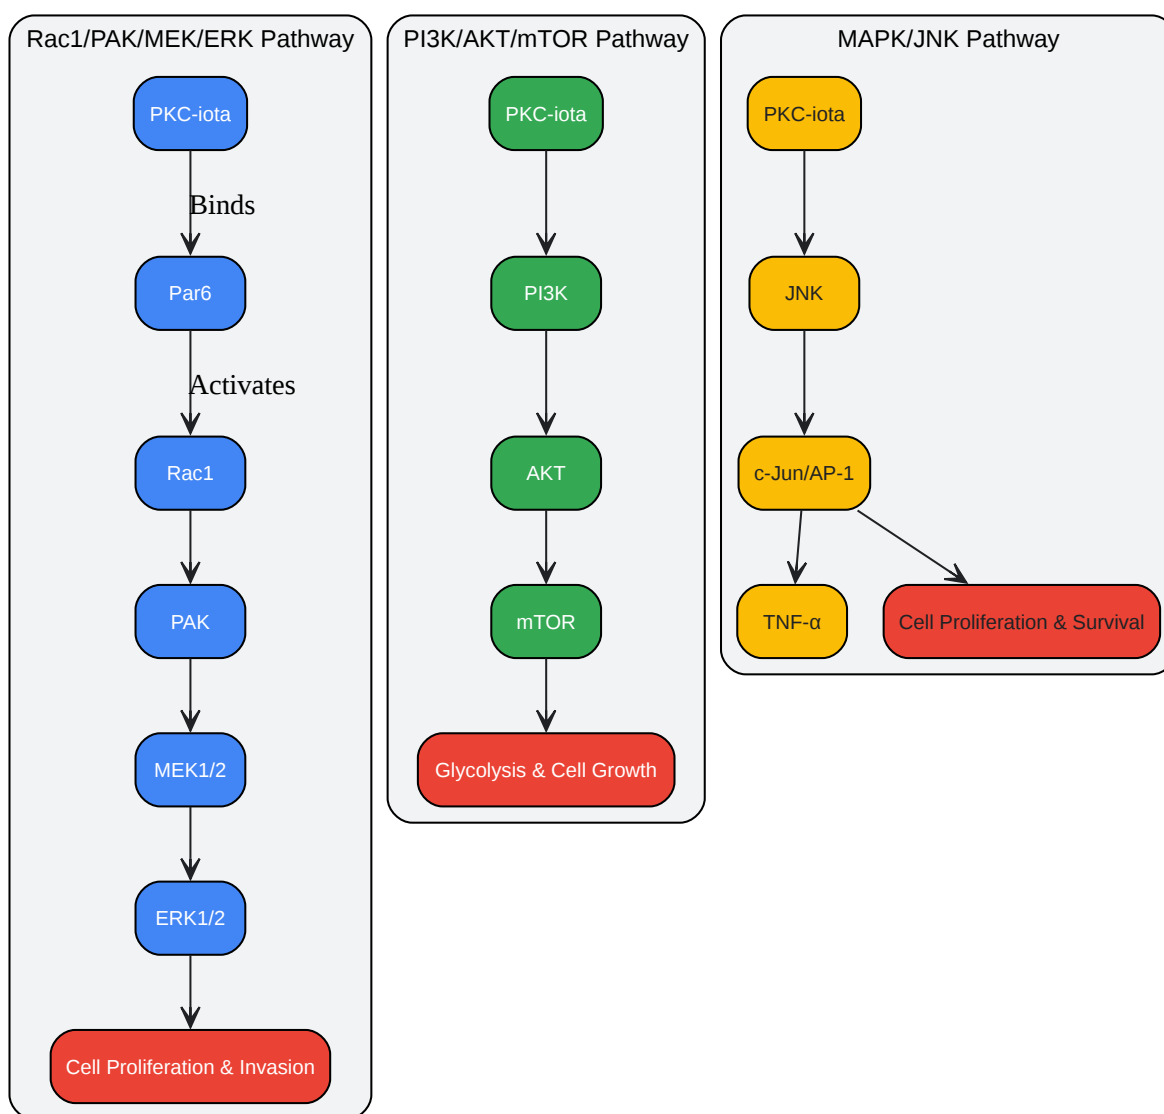 Rac1/PAK/MEK/ERK Pathway
PKC-iota
Binds
Par6
Activates
Rac1
PAK
MEK1/2
ERK1/2
Cell Proliferation & Invasion
PI3K/AKT/mTOR Pathway
PKC-iota
PI3K
AKT
mTOR
Glycolysis & Cell Growth
MAPK/JNK Pathway
PKC-iota
JNK
c-Jun/AP-1
TNF-α
Cell Proliferation & Survival